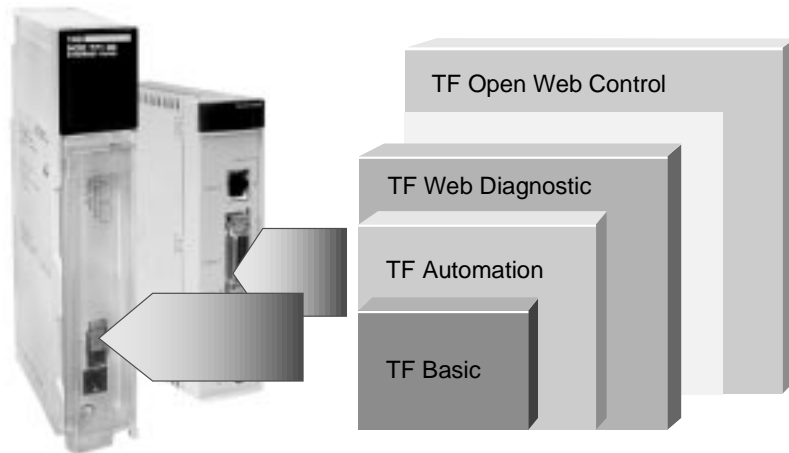 TF Open Web Control
TF Web Diagnostic
TF Automation
TF Basic